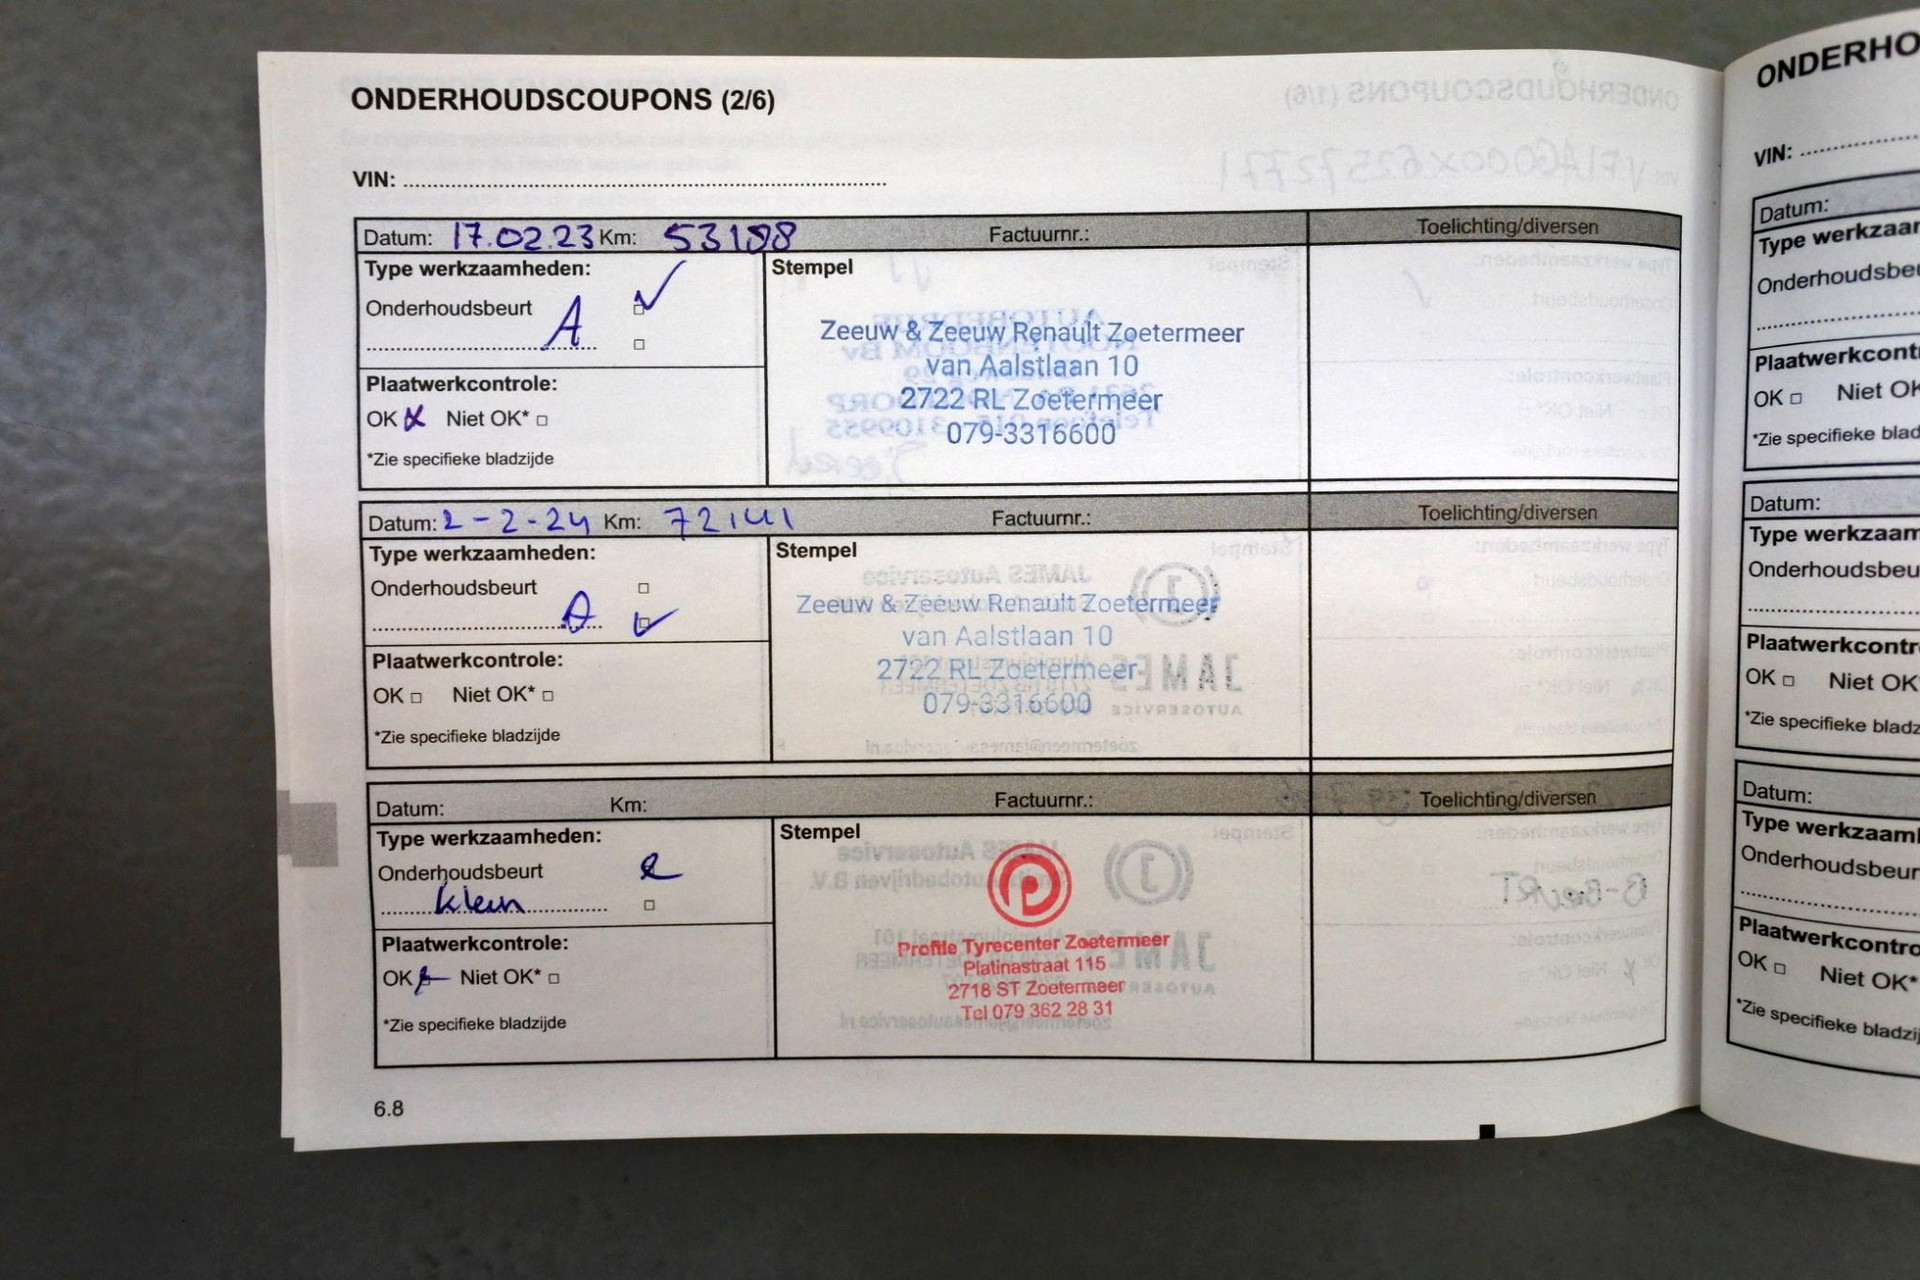 ONDERHOUDSCOUPONS (2/6)
VIN:
Datum: 17.02.23 Km: 53188 Factuurnr.: Toelichting/diversen
Type werkzaamheden:
Stempel
Onderhoudsbeurt
A
Zeeuw & Zeeuw Renault Zoetermeer
van Aalstlaan 10
2722 RL Zoetermeer
079-3316600
Plaatwerkcontrole:
OK Niet OK*
*Zie specifieke bladzijde
Datum: 2-2-24 Km: 72141 Factuurnr.: Toelichting/diversen
Type werkzaamheden:
Stempel
Onderhoudsbeurt
A
Zeeuw & Zeeuw Renault Zoetermeer
van Aalstlaan 10
2722 RL Zoetermeer
079-3316600
Plaatwerkcontrole:
OK Niet OK*
*Zie specifieke bladzijde
Datum: Km: Factuurnr.: Toelichting/diversen
Type werkzaamheden:
Stempel
Onderhoudsbeurt
Klein
Profile Tyrecenter Zoetermeer
Platinastraat 115
2718 ST Zoetermeer
Tel 079 362 28 31
Plaatwerkcontrole:
OK Niet OK*
*Zie specifieke bladzijde
6.8
ONDERHO
VIN:
Datum:
Type werkzaar
Onderhoudsbeu
Plaatwerkcont
OK Niet OK
*Zie specifieke blad
Datum:
Type werkzaam
Onderhoudsbeu
Plaatwerkcontr
OK Niet OK*
*Zie specifieke bladz
Datum:
Type werkzaamh
Onderhoudsbeur
Plaatwerkcontro
OK Niet OK*
*Zie specifieke bladzij